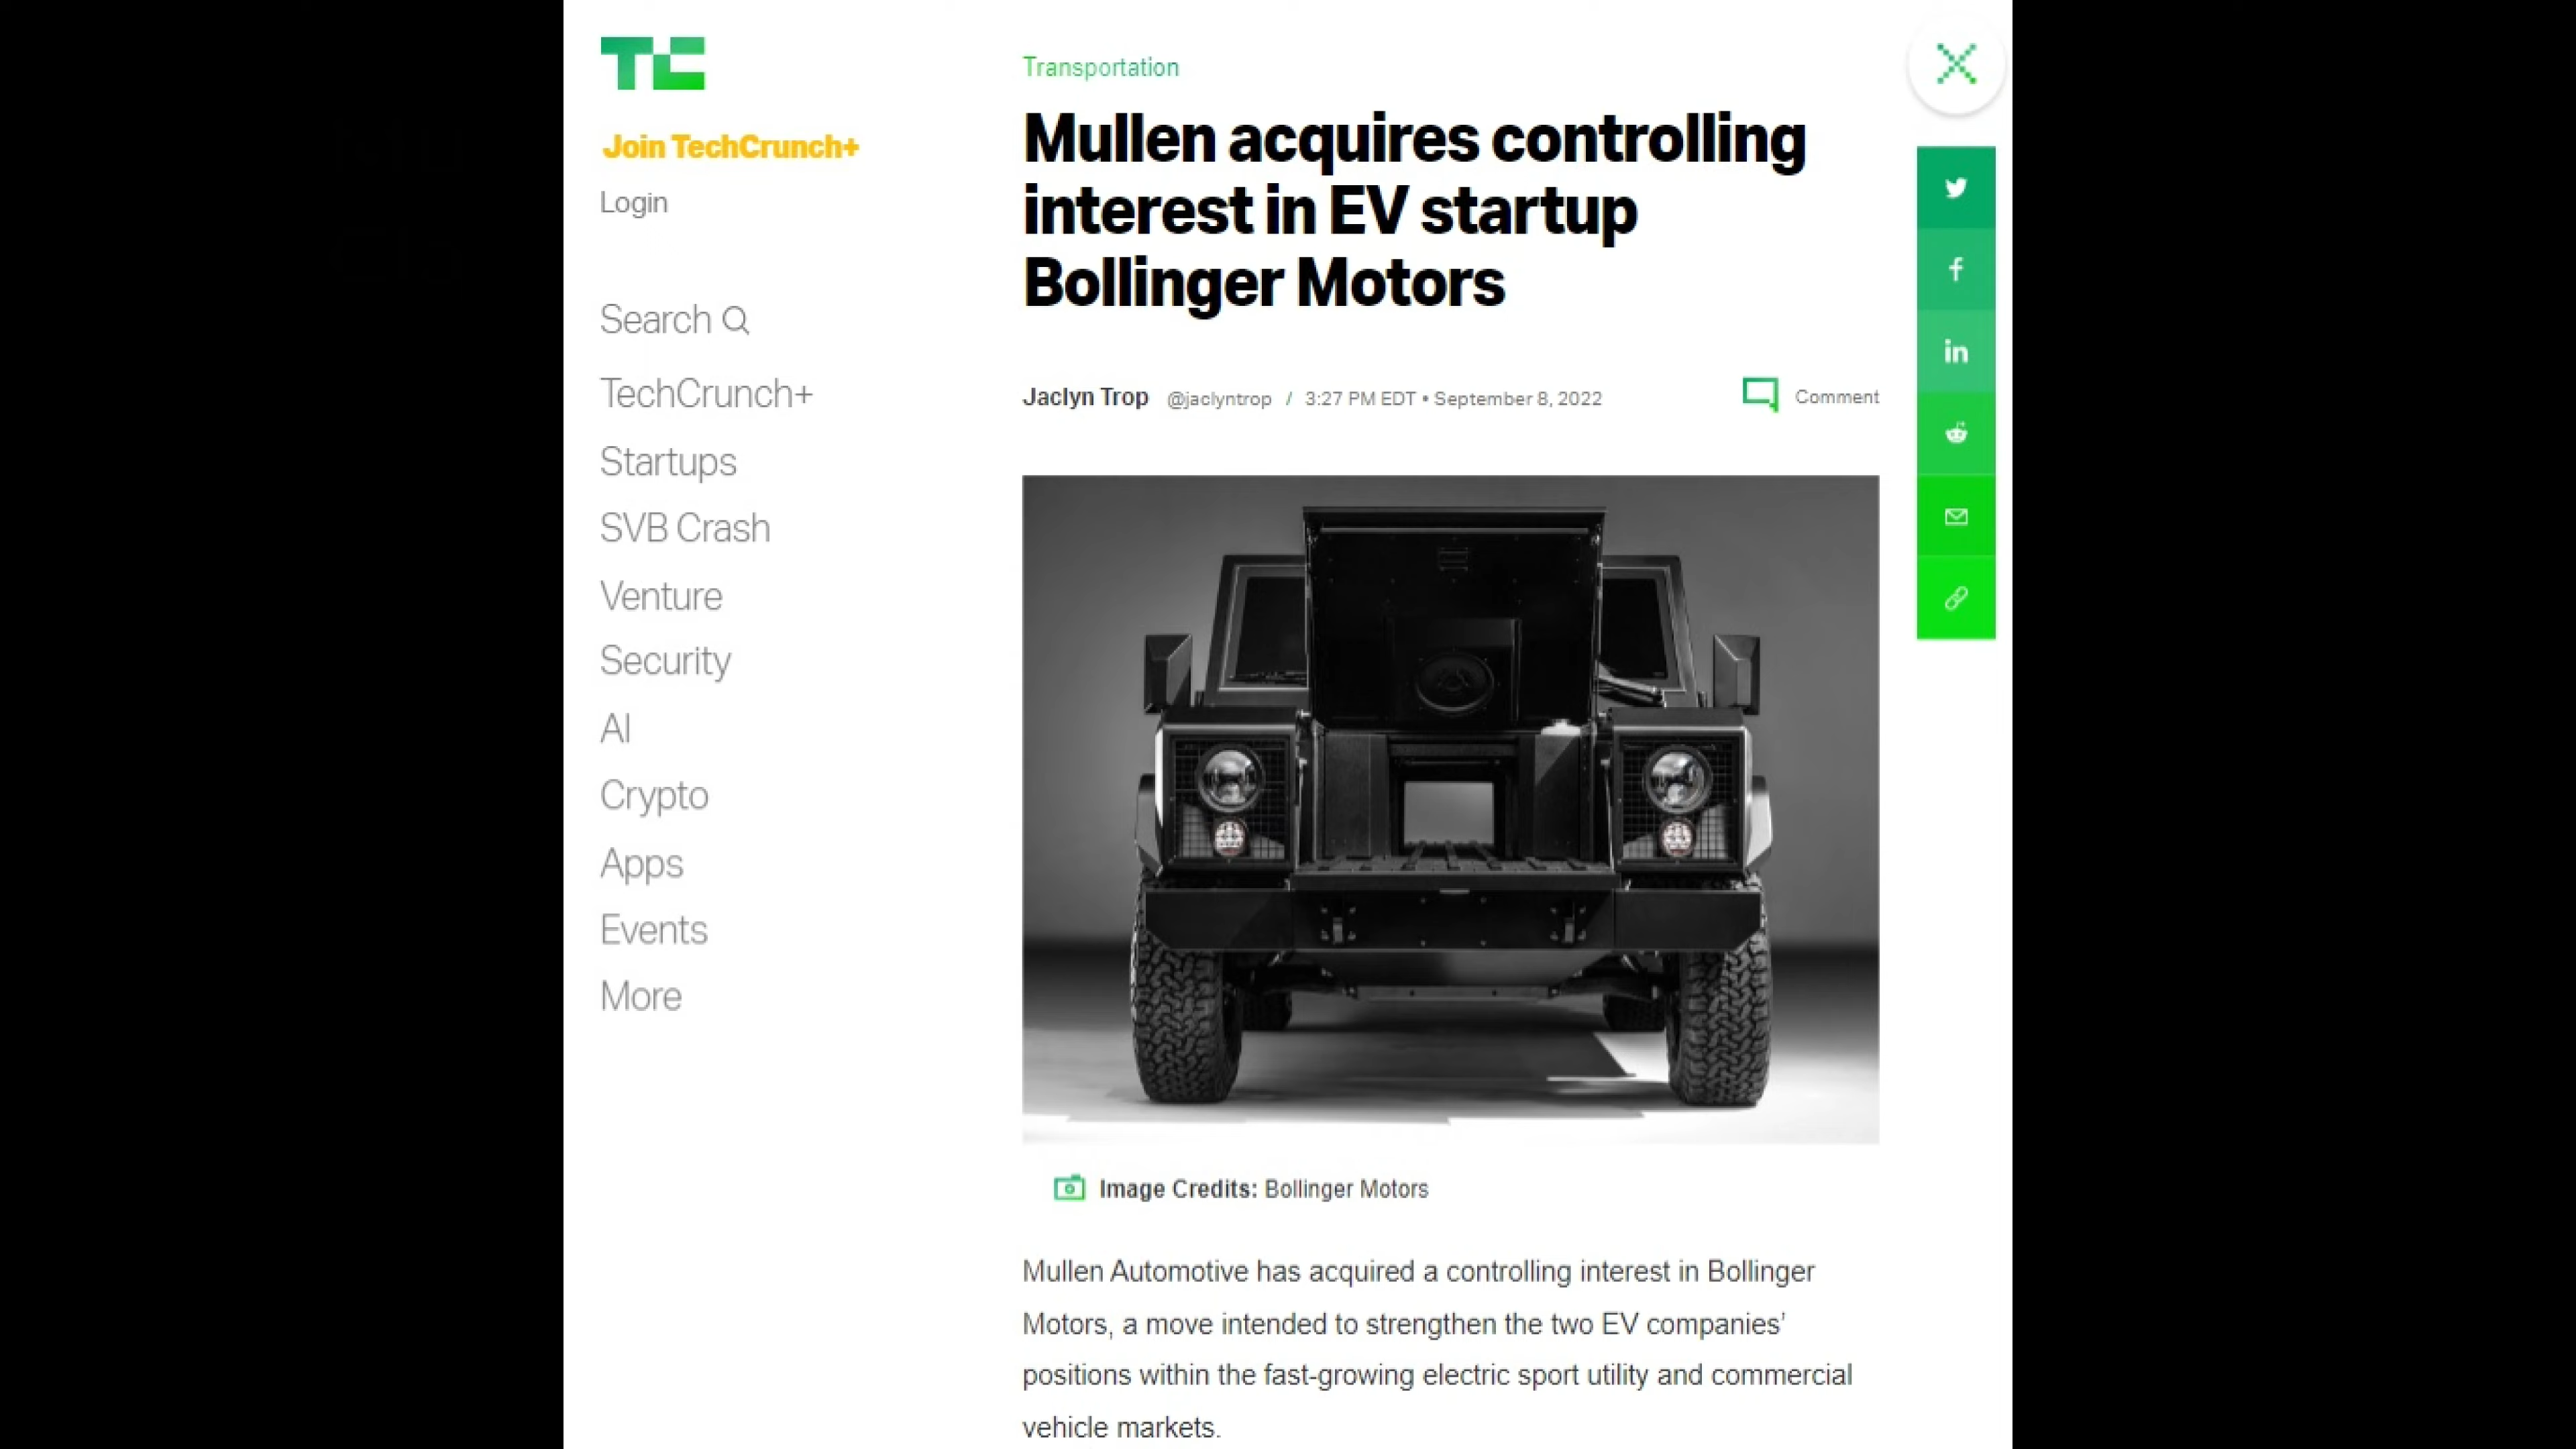 TC
Join TechCrunch+
Login
Search
TechCrunch+
Startups
SVB Crash
Venture
Security
AI
Crypto
Apps
Events
More
Transportation
Mullen acquires controlling
interest in EV startup
Bollinger Motors
Jaclyn Trop @jaclyntrop / 3:27 PM EDT • September 8, 2022
Comment
f
in
Image Credits: Bollinger Motors
Mullen Automotive has acquired a controlling interest in Bollinger
Motors, a move intended to strengthen the two EV companies’
positions within the fast-growing electric sport utility and commercial
vehicle markets.